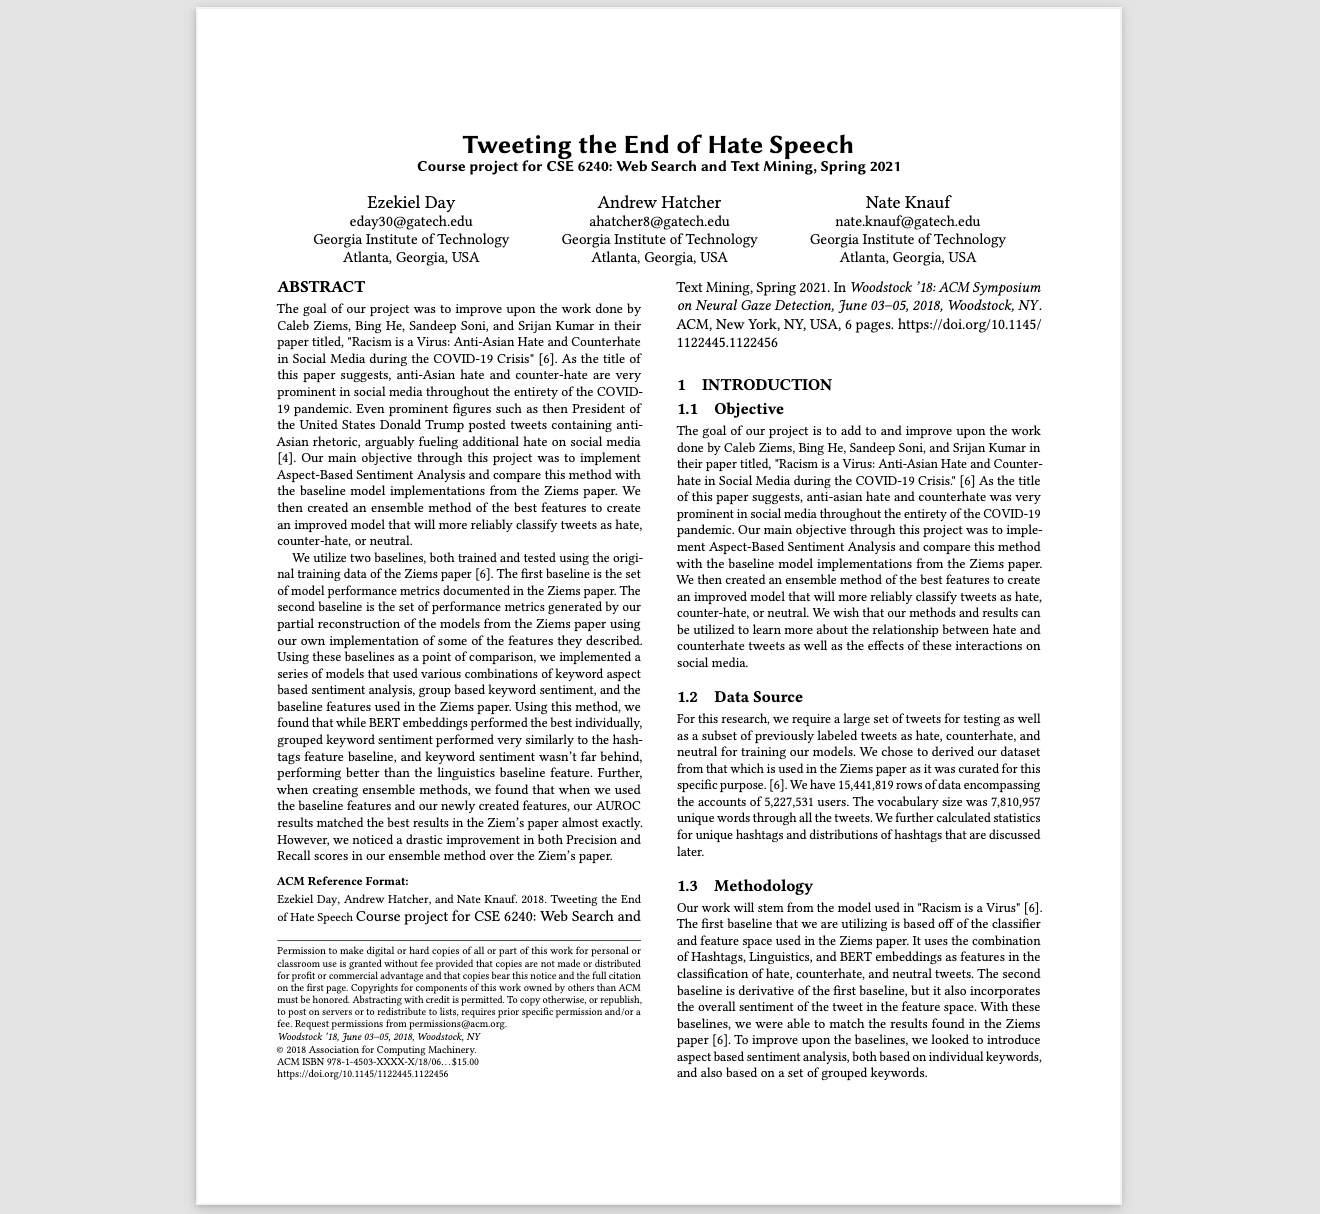 Tweeting the End of Hate Speech
Course project for CSE 6240: Web Search and Text Mining, Spring 2021
Ezekiel Day
eday30@gatech.edu
Georgia Institute of Technology
Atlanta, Georgia, USA
Andrew Hatcher
ahatcher8@gatech.edu
Georgia Institute of Technology
Atlanta, Georgia, USA
Nate Knauf
nate.knauf@gatech.edu
Georgia Institute of Technology
Atlanta, Georgia, USA
ABSTRACT
The goal of our project was to improve upon the work done by
Caleb Ziems, Bing He, Sandeep Soni, and Srijan Kumar in their
paper titled, "Racism is a Virus: Anti-Asian Hate and Counterhate
in Social Media during the COVID-19 Crisis" [6]. As the title of
this paper suggests, anti-Asian hate and counter-hate are very
prominent in social media throughout the entirety of the COVID-
19 pandemic. Even prominent figures such as then President of
the United States Donald Trump posted tweets containing anti-
Asian rhetoric, arguably fueling additional hate on social media
[4]. Our main objective through this project was to implement
Aspect-Based Sentiment Analysis and compare this method with
the baseline model implementations from the Ziems paper. We
then created an ensemble method of the best features to create
an improved model that will more reliably classify tweets as hate,
counter-hate, or neutral.
We utilize two baselines, both trained and tested using the origi-
nal training data of the Ziems paper [6]. The first baseline is the set
of model performance metrics documented in the Ziems paper. The
second baseline is the set of performance metrics generated by our
partial reconstruction of the models from the Ziems paper using
our own implementation of some of the features they described.
Using these baselines as a point of comparison, we implemented a
series of models that used various combinations of keyword aspect
based sentiment analysis, group based keyword sentiment, and the
baseline features used in the Ziems paper. Using this method, we
found that while BERT embeddings performed the best individually,
grouped keyword sentiment performed very similarly to the hash-
tags feature baseline, and keyword sentiment wasn't far behind,
performing better than the linguistics baseline feature. Further,
when creating ensemble methods, we found that when we used
the baseline features and our newly created features, our AUROC
results matched the best results in the Ziem's paper almost exactly.
However, we noticed a drastic improvement in both Precision and
Recall scores in our ensemble method over the Ziem's paper.
ACM Reference Format:
Ezekiel Day, Andrew Hatcher, and Nate Knauf. 2018. Tweeting the End
of Hate Speech Course project for CSE 6240: Web Search and
Permission to make digital or hard copies of all or part of this work for personal or
classroom use is granted without fee provided that copies are not made or distributed
for profit or commercial advantage and that copies bear this notice and the full citation
on the first page. Copyrights for components of this work owned by others than ACM
must be honored. Abstracting with credit is permitted. To copy otherwise, or republish,
to post on servers or to redistribute to lists, requires prior specific permission and/or a
fee. Request permissions from permissions@acm.org.
Woodstock '18, June 03–05, 2018, Woodstock, NY
© 2018 Association for Computing Machinery.
ACM ISBN 978-1-4503-XXXX-X/18/06...$15.00
https://doi.org/10.1145/1122445.1122456
Text Mining, Spring 2021. In Woodstock '18: ACM Symposium
on Neural Gaze Detection, June 03–05, 2018, Woodstock, NY.
ACM, New York, NY, USA, 6 pages. https://doi.org/10.1145/
1122445.1122456
1 INTRODUCTION
1.1 Objective
The goal of our project is to add to and improve upon the work
done by Caleb Ziems, Bing He, Sandeep Soni, and Srijan Kumar in
their paper titled, "Racism is a Virus: Anti-Asian Hate and Counter-
hate in Social Media during the COVID-19 Crisis." [6] As the title
of this paper suggests, anti-asian hate and counterhate was very
prominent in social media throughout the entirety of the COVID-19
pandemic. Our main objective through this project was to imple-
ment Aspect-Based Sentiment Analysis and compare this method
with the baseline model implementations from the Ziems paper.
We then created an ensemble method of the best features to create
an improved model that will more reliably classify tweets as hate,
counter-hate, or neutral. We wish that our methods and results can
be utilized to learn more about the relationship between hate and
counterhate tweets as well as the effects of these interactions on
social media.
1.2 Data Source
For this research, we require a large set of tweets for testing as well
as a subset of previously labeled tweets as hate, counterhate, and
neutral for training our models. We chose to derived our dataset
from that which is used in the Ziems paper as it was curated for this
specific purpose. [6]. We have 15,441,819 rows of data encompassing
the accounts of 5,227,531 users. The vocabulary size was 7,810,957
unique words through all the tweets. We further calculated statistics
for unique hashtags and distributions of hashtags that are discussed
later.
1.3 Methodology
Our work will stem from the model used in "Racism is a Virus" [6].
The first baseline that we are utilizing is based off of the classifier
and feature space used in the Ziems paper. It uses the combination
of Hashtags, Linguistics, and BERT embeddings as features in the
classification of hate, counterhate, and neutral tweets. The second
baseline is derivative of the first baseline, but it also incorporates
the overall sentiment of the tweet in the feature space. With these
baselines, we were able to match the results found in the Ziems
paper [6]. To improve upon the baselines, we looked to introduce
aspect based sentiment analysis, both based on individual keywords,
and also based on a set of grouped keywords.